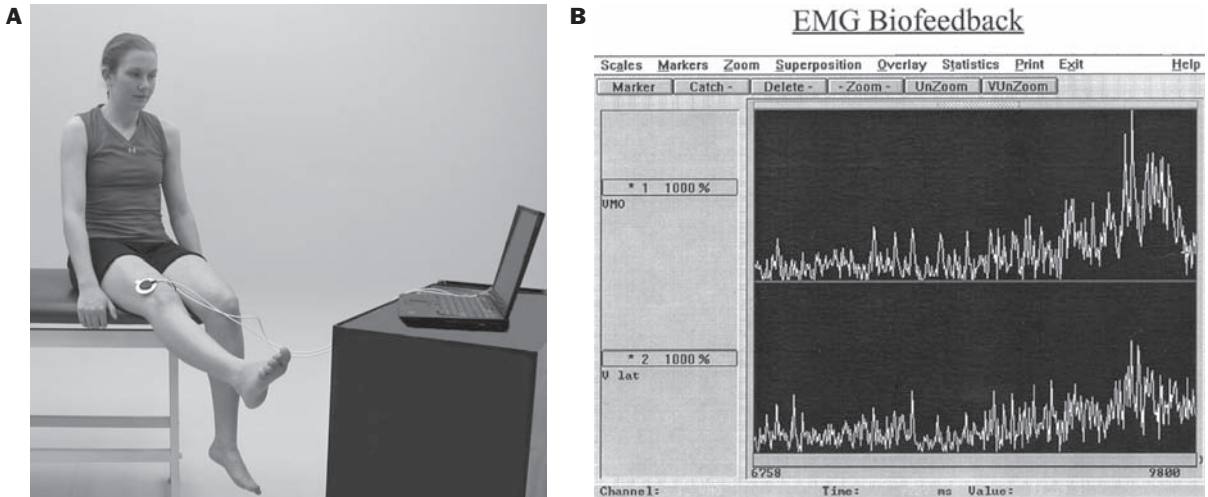 A
B
EMG Biofeedback
Scales Markers Zoom Superposition Overlay Statistics Print Exit Help
Marker Catch - Delete - - Zoom - UnZoom VUnZoom
* 1 1000 %
VMO
* 2 1000 %
V lat
6758 9800
Channel: Time: ms Value: